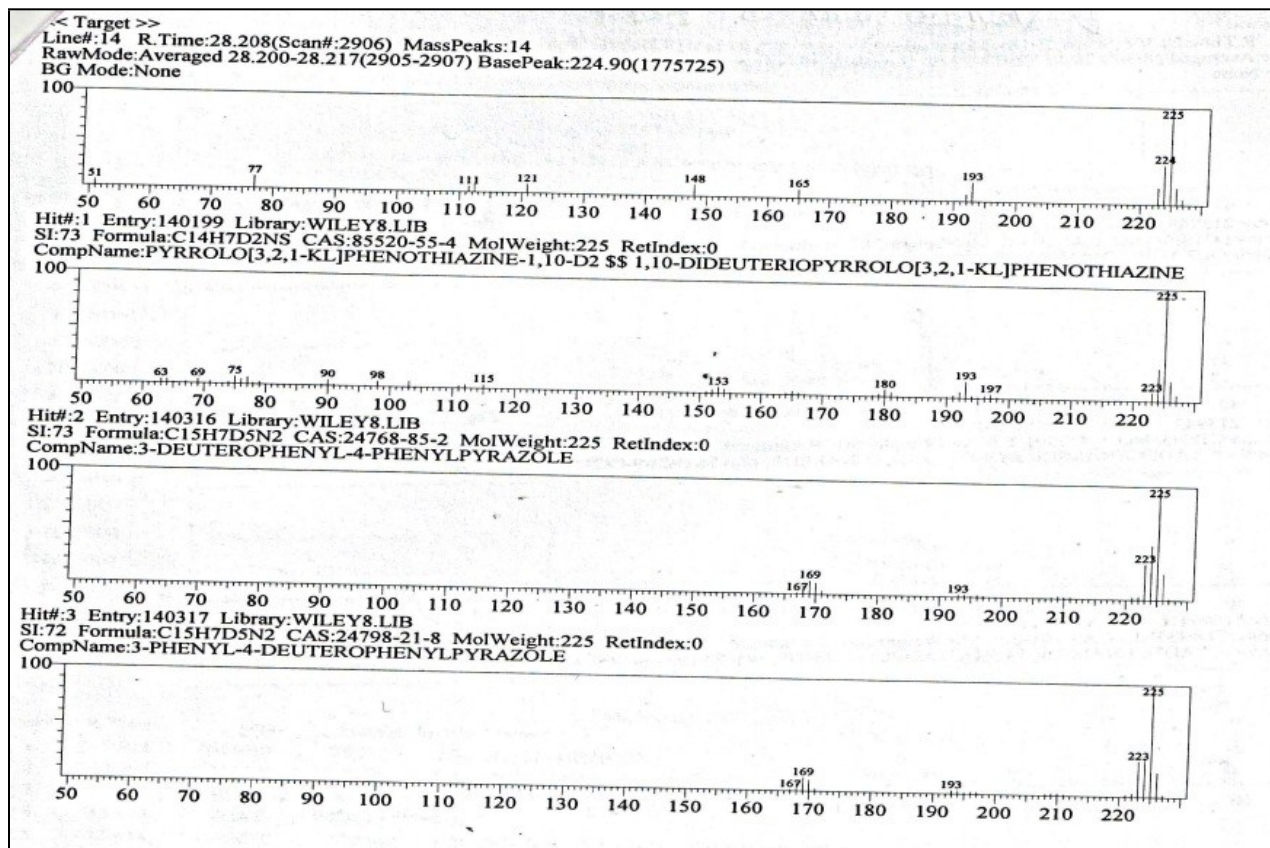 << Target >>
Line#:14 R.Time:28.208(Scan#:2906) MassPeaks:14
RawMode:Averaged 28.200-28.217(2905-2907) BasePeak:224.90(1775725)
BG Mode:None
100
225
224
51 77 111 121 148 165 193
50 60 70 80 90 100 110 120 130 140 150 160 170 180 190 200 210 220
Hit#:1 Entry:140199 Library:WILEY8.LIB
SI:73 Formula:C14H7D2NS CAS:85520-55-4 MolWeight:225 RetIndex:0
CompName:PYRROLO[3,2,1-KL]PHENOTHIAZINE-1,10-D2 $$ 1,10-DIDEUTERIOPYRROLO[3,2,1-KL]PHENOTHIAZINE
100
225
63 69 75 90 98 115 153 180 193 197 223
50 60 70 80 90 100 110 120 130 140 150 160 170 180 190 200 210 220
Hit#:2 Entry:140316 Library:WILEY8.LIB
SI:73 Formula:C15H7D5N2 CAS:24768-85-2 MolWeight:225 RetIndex:0
CompName:3-DEUTEROPHENYL-4-PHENYLPYRAZOLE
100
225
223
167 169 193
50 60 70 80 90 100 110 120 130 140 150 160 170 180 190 200 210 220
Hit#:3 Entry:140317 Library:WILEY8.LIB
SI:72 Formula:C15H7D5N2 CAS:24798-21-8 MolWeight:225 RetIndex:0
CompName:3-PHENYL-4-DEUTEROPHENYLPYRAZOLE
100
225
223
167 169 193
50 60 70 80 90 100 110 120 130 140 150 160 170 180 190 200 210 220